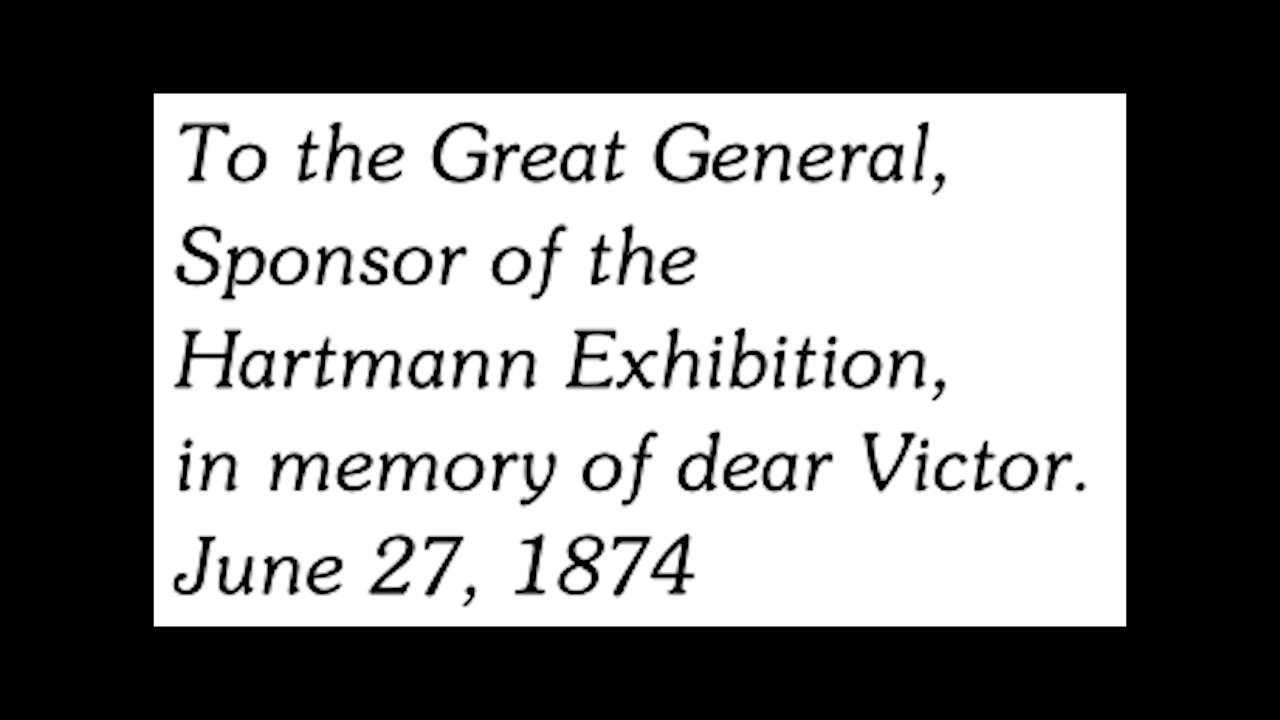 To the Great General,
Sponsor of the
Hartmann Exhibition,
in memory of dear Victor.
June 27, 1874